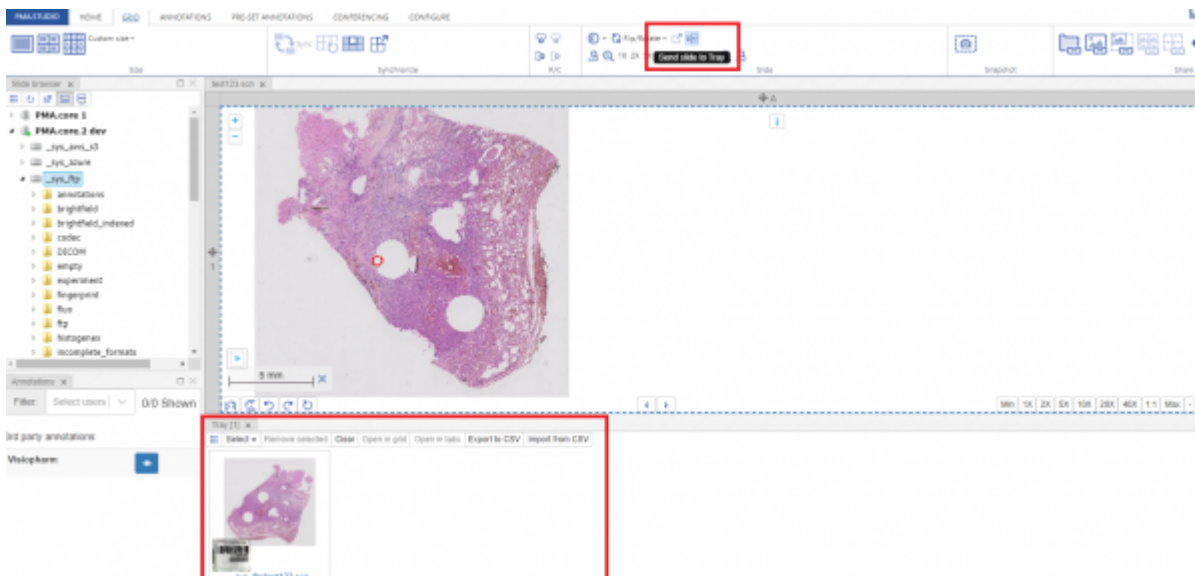 PMA.STUDIO HOME GRID ANNOTATIONS PRE-SET ANNOTATIONS CONFERENCING CONFIGURE
Custom size
Sync
Flip/Rotate
1X 2X
Send slide to Tray
Size
Synchronize
R/C
Slide
Snapshot
Share
Slide browser
test123.scn
A
PMA.core 1
PMA.core.2 dev
_sys_aws_s3
_sys_azure
_sys_ftp
annotations
brightfield
brightfield_indexed
codec
DICOM
empty
experiment
fingerprint
fluo
ftp
histogenex
incomplete_formats
1
5 mm
Annotations
Filter: Select users 0/0 Shown
Min 1X 2X 5X 10X 20X 40X 1:1 Max
Tray [1]
Select Remove selected Clear Open in grid Open in tabs Export to CSV Import from CSV
3rd party annotations
Visiopharm